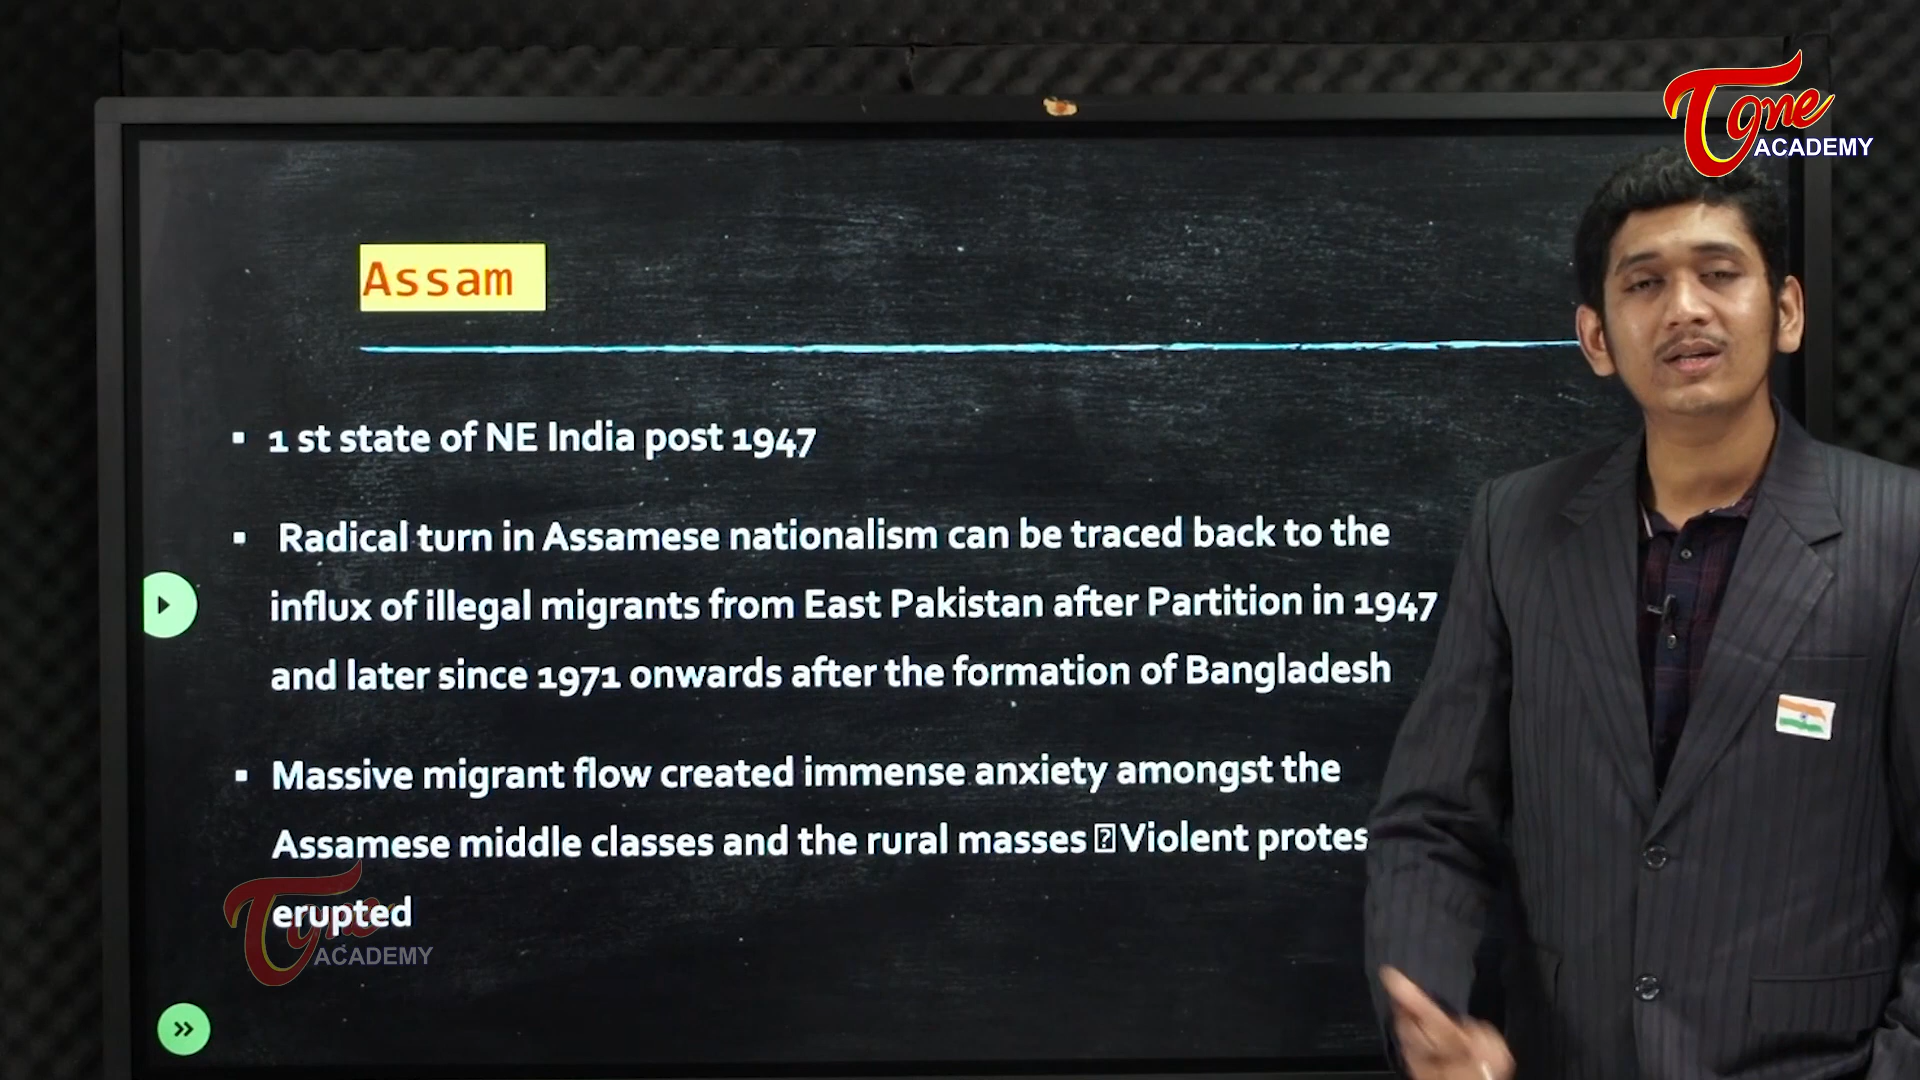 Tone
ACADEMY
Assam
▪ 1 st state of NE India post 1947
▪ Radical turn in Assamese nationalism can be traced back to the
influx of illegal migrants from East Pakistan after Partition in 1947
and later since 1971 onwards after the formation of Bangladesh
▪ Massive migrant flow created immense anxiety amongst the
Assamese middle classes and the rural masses Violent protes
erupted
Tone
ACADEMY